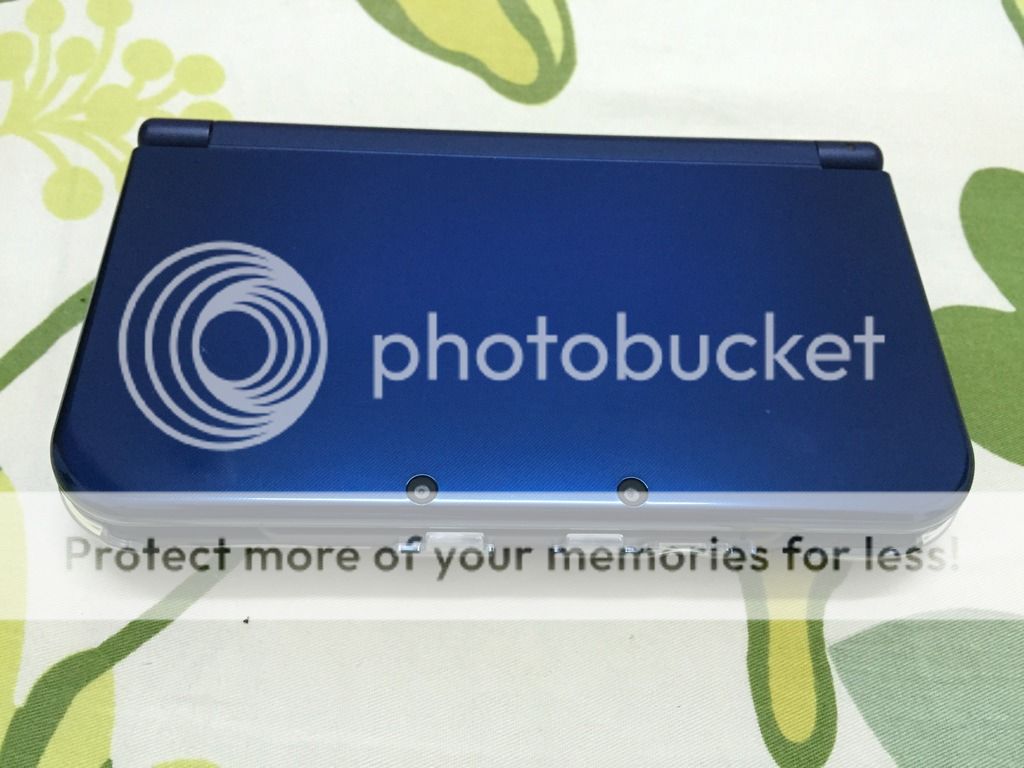 photobucket
Protect more of your memories for less!